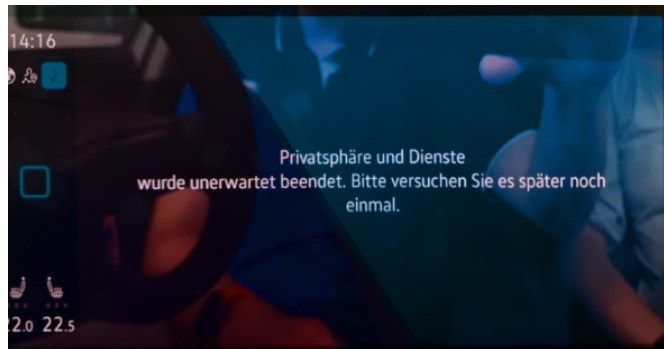 14:16
2
Privatsphäre und Dienste
wurde unerwartet beendet. Bitte versuchen Sie es später noch
einmal.
22.0 22.5